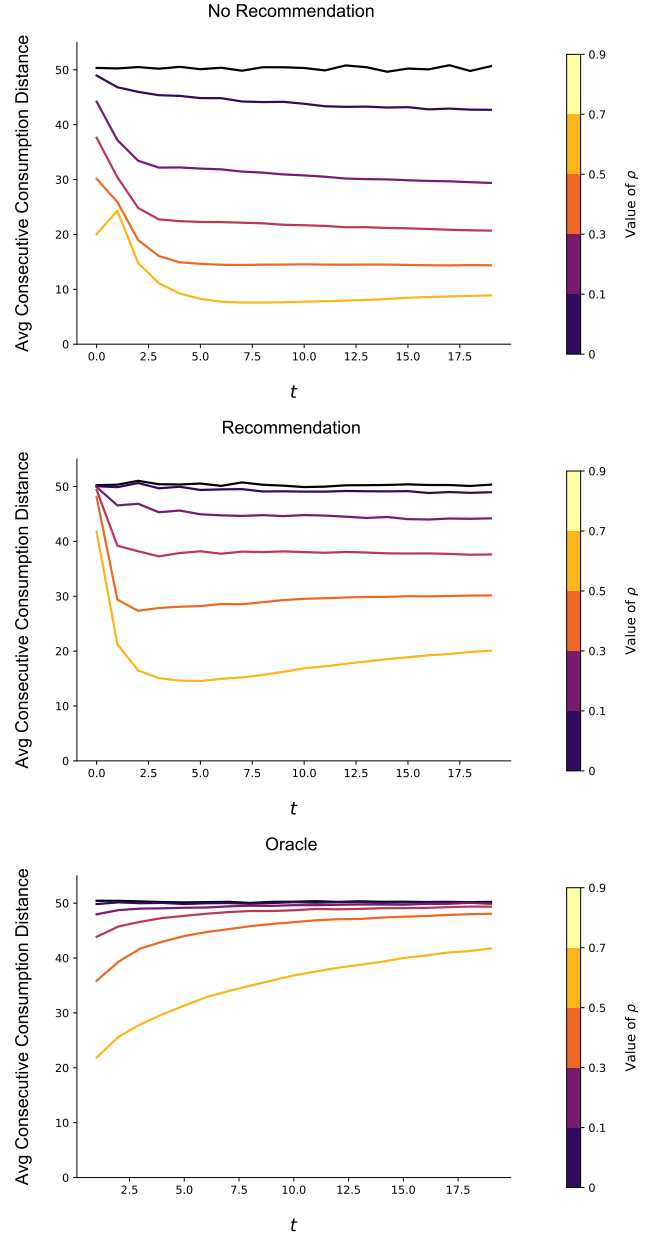 No Recommendation
Avg Consecutive Consumption Distance
50
40
30
20
10
0
0.0 2.5 5.0 7.5 10.0 12.5 15.0 17.5
t
0.9
0.7
0.5
0.3
0.1
0
Value of ρ
Recommendation
Avg Consecutive Consumption Distance
50
40
30
20
10
0
0.0 2.5 5.0 7.5 10.0 12.5 15.0 17.5
t
0.9
0.7
0.5
0.3
0.1
0
Value of ρ
Oracle
Avg Consecutive Consumption Distance
50
40
30
20
10
0
2.5 5.0 7.5 10.0 12.5 15.0 17.5
t
0.9
0.7
0.5
0.3
0.1
0
Value of ρ